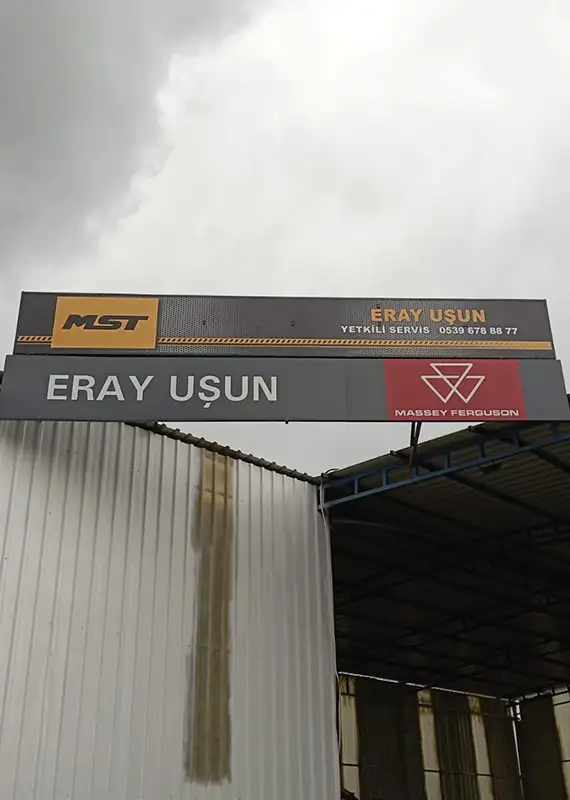 MST
ERAY UŞUN
YETKİLİ SERVİS 0539 678 88 77
ERAY UŞUN
MASSEY FERGUSON